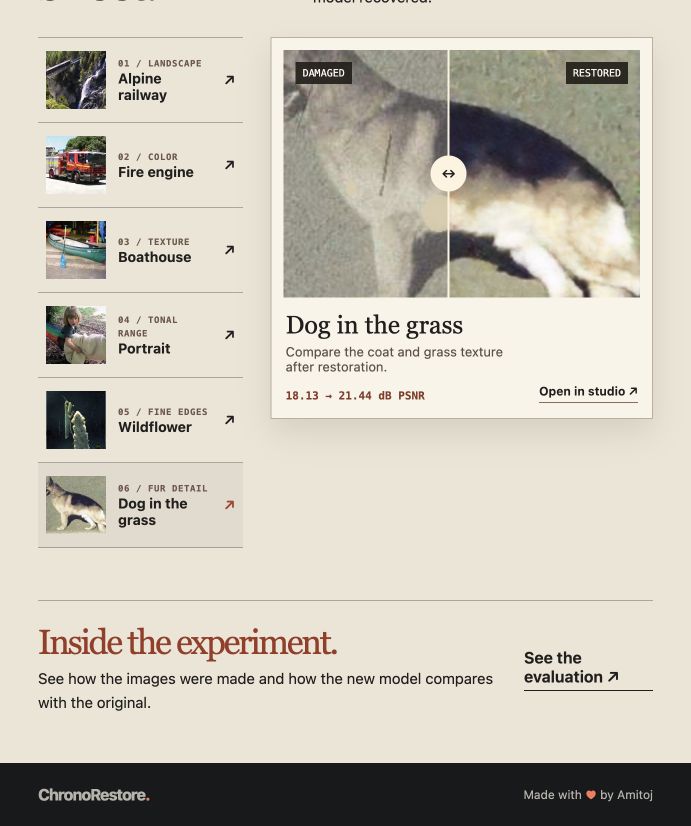 01 / LANDSCAPE
Alpine
railway
02 / COLOR
Fire engine
03 / TEXTURE
Boathouse
04 / TONAL
RANGE
Portrait
05 / FINE EDGES
Wildflower
06 / FUR DETAIL
Dog in the
grass
DAMAGED
RESTORED
Dog in the grass
Compare the coat and grass texture
after restoration.
18.13 → 21.44 dB PSNR
Open in studio ↗
Inside the experiment.
See how the images were made and how the new model compares
with the original.
See the
evaluation ↗
ChronoRestore.
Made with ♥ by Amitoj